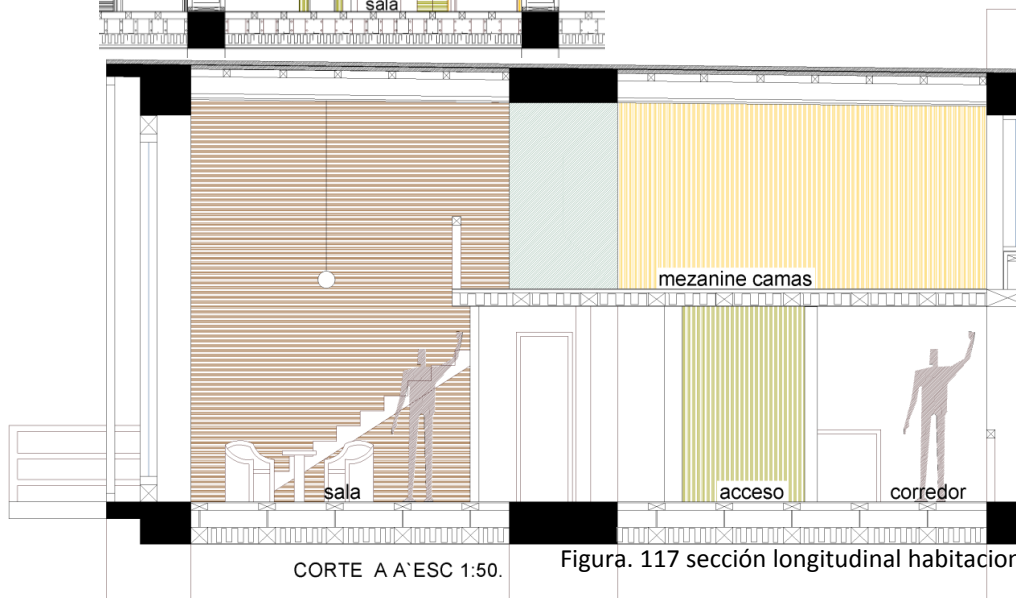 sala
mezanine camas
sala
acceso
corredor
CORTE A A`ESC 1:50.
Figura. 117 sección longitudinal habitacion